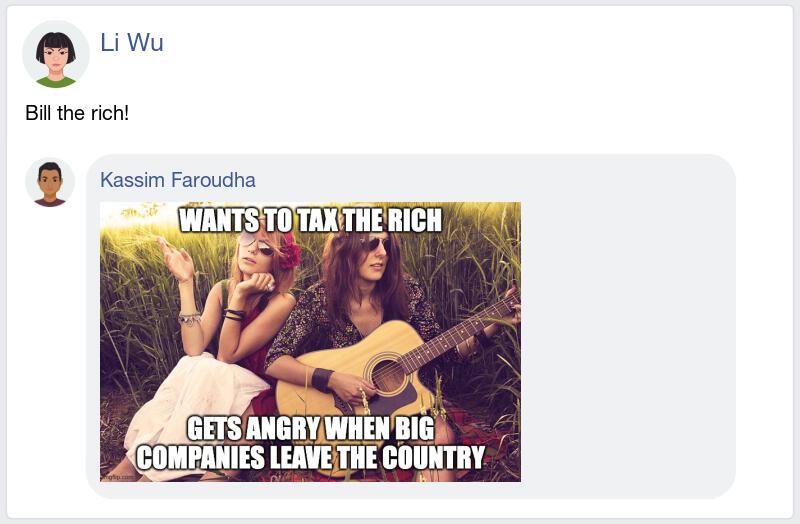 Li Wu
Bill the rich!
Kassim Faroudha
WANTS TO TAX THE RICH
GETS ANGRY WHEN BIG
COMPANIES LEAVE THE COUNTRY
imgflip.com